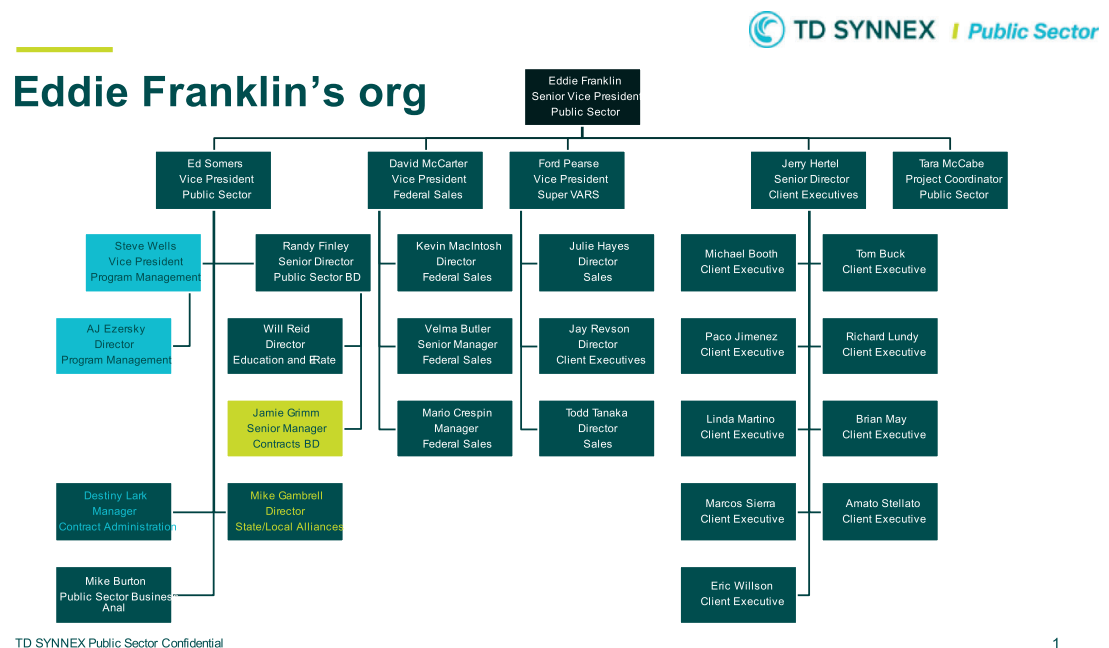 TD SYNNEX Public Sector
Eddie Franklin's org
Eddie Franklin
Senior Vice President
Public Sector
Ed Somers
Vice President
Public Sector
David McCarter
Vice President
Federal Sales
Ford Pearse
Vice President
Super VARS
Jerry Hertel
Senior Director
Client Executives
Tara McCabe
Project Coordinator
Public Sector
Steve Wells
Vice President
Program Management
Randy Finley
Senior Director
Public Sector BD
Kevin MacIntosh
Director
Federal Sales
Julie Hayes
Director
Sales
Michael Booth
Client Executive
Tom Buck
Client Executive
AJ Ezersky
Director
Program Management
Will Reid
Director
Education and E-Rate
Velma Butler
Senior Manager
Federal Sales
Jay Revson
Director
Client Executives
Paco Jimenez
Client Executive
Richard Lundy
Client Executive
Jamie Grimm
Senior Manager
Contracts BD
Mario Crespin
Manager
Federal Sales
Todd Tanaka
Director
Sales
Linda Martino
Client Executive
Brian May
Client Executive
Destiny Lark
Manager
Contract Administration
Mike Gambrell
Director
State/Local Alliances
Marcos Sierra
Client Executive
Amato Stellato
Client Executive
Mike Burton
Public Sector Business
Anal
Eric Willson
Client Executive
TD SYNNEX Public Sector Confidential
1